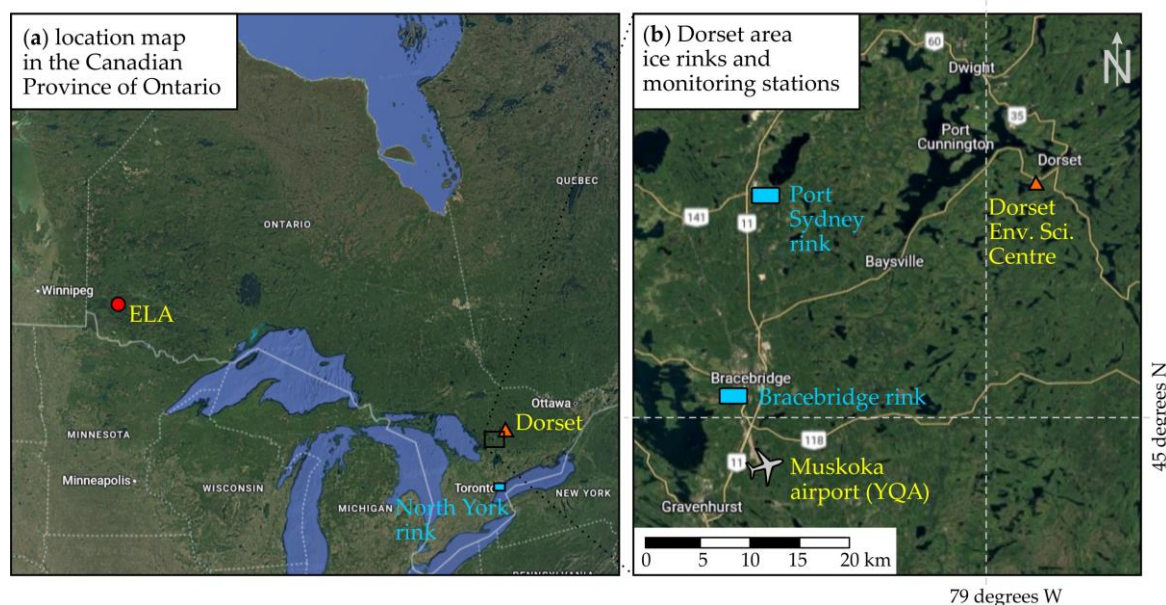 (a) location map
in the Canadian
Province of Ontario
QUEBEC
ONTARIO
Winnipeg
ELA
Ottawa
Dorset
MINNESOTA
Minneapolis
WISCONSIN
MICHIGAN
Toronto
NEW YORK
North York
rink
PENNSYLVANIA
(b) Dorset area
ice rinks and
monitoring stations
60
N
Dwight
35
Port
Cunnington
Dorset
Port
Sydney
rink
141
11
Dorset
Env. Sci.
Centre
Baysville
Bracebridge
Bracebridge rink
118
11
Muskoka
airport (YQA)
Gravenhurst
0 5 10 15 20 km
45 degrees N
79 degrees W